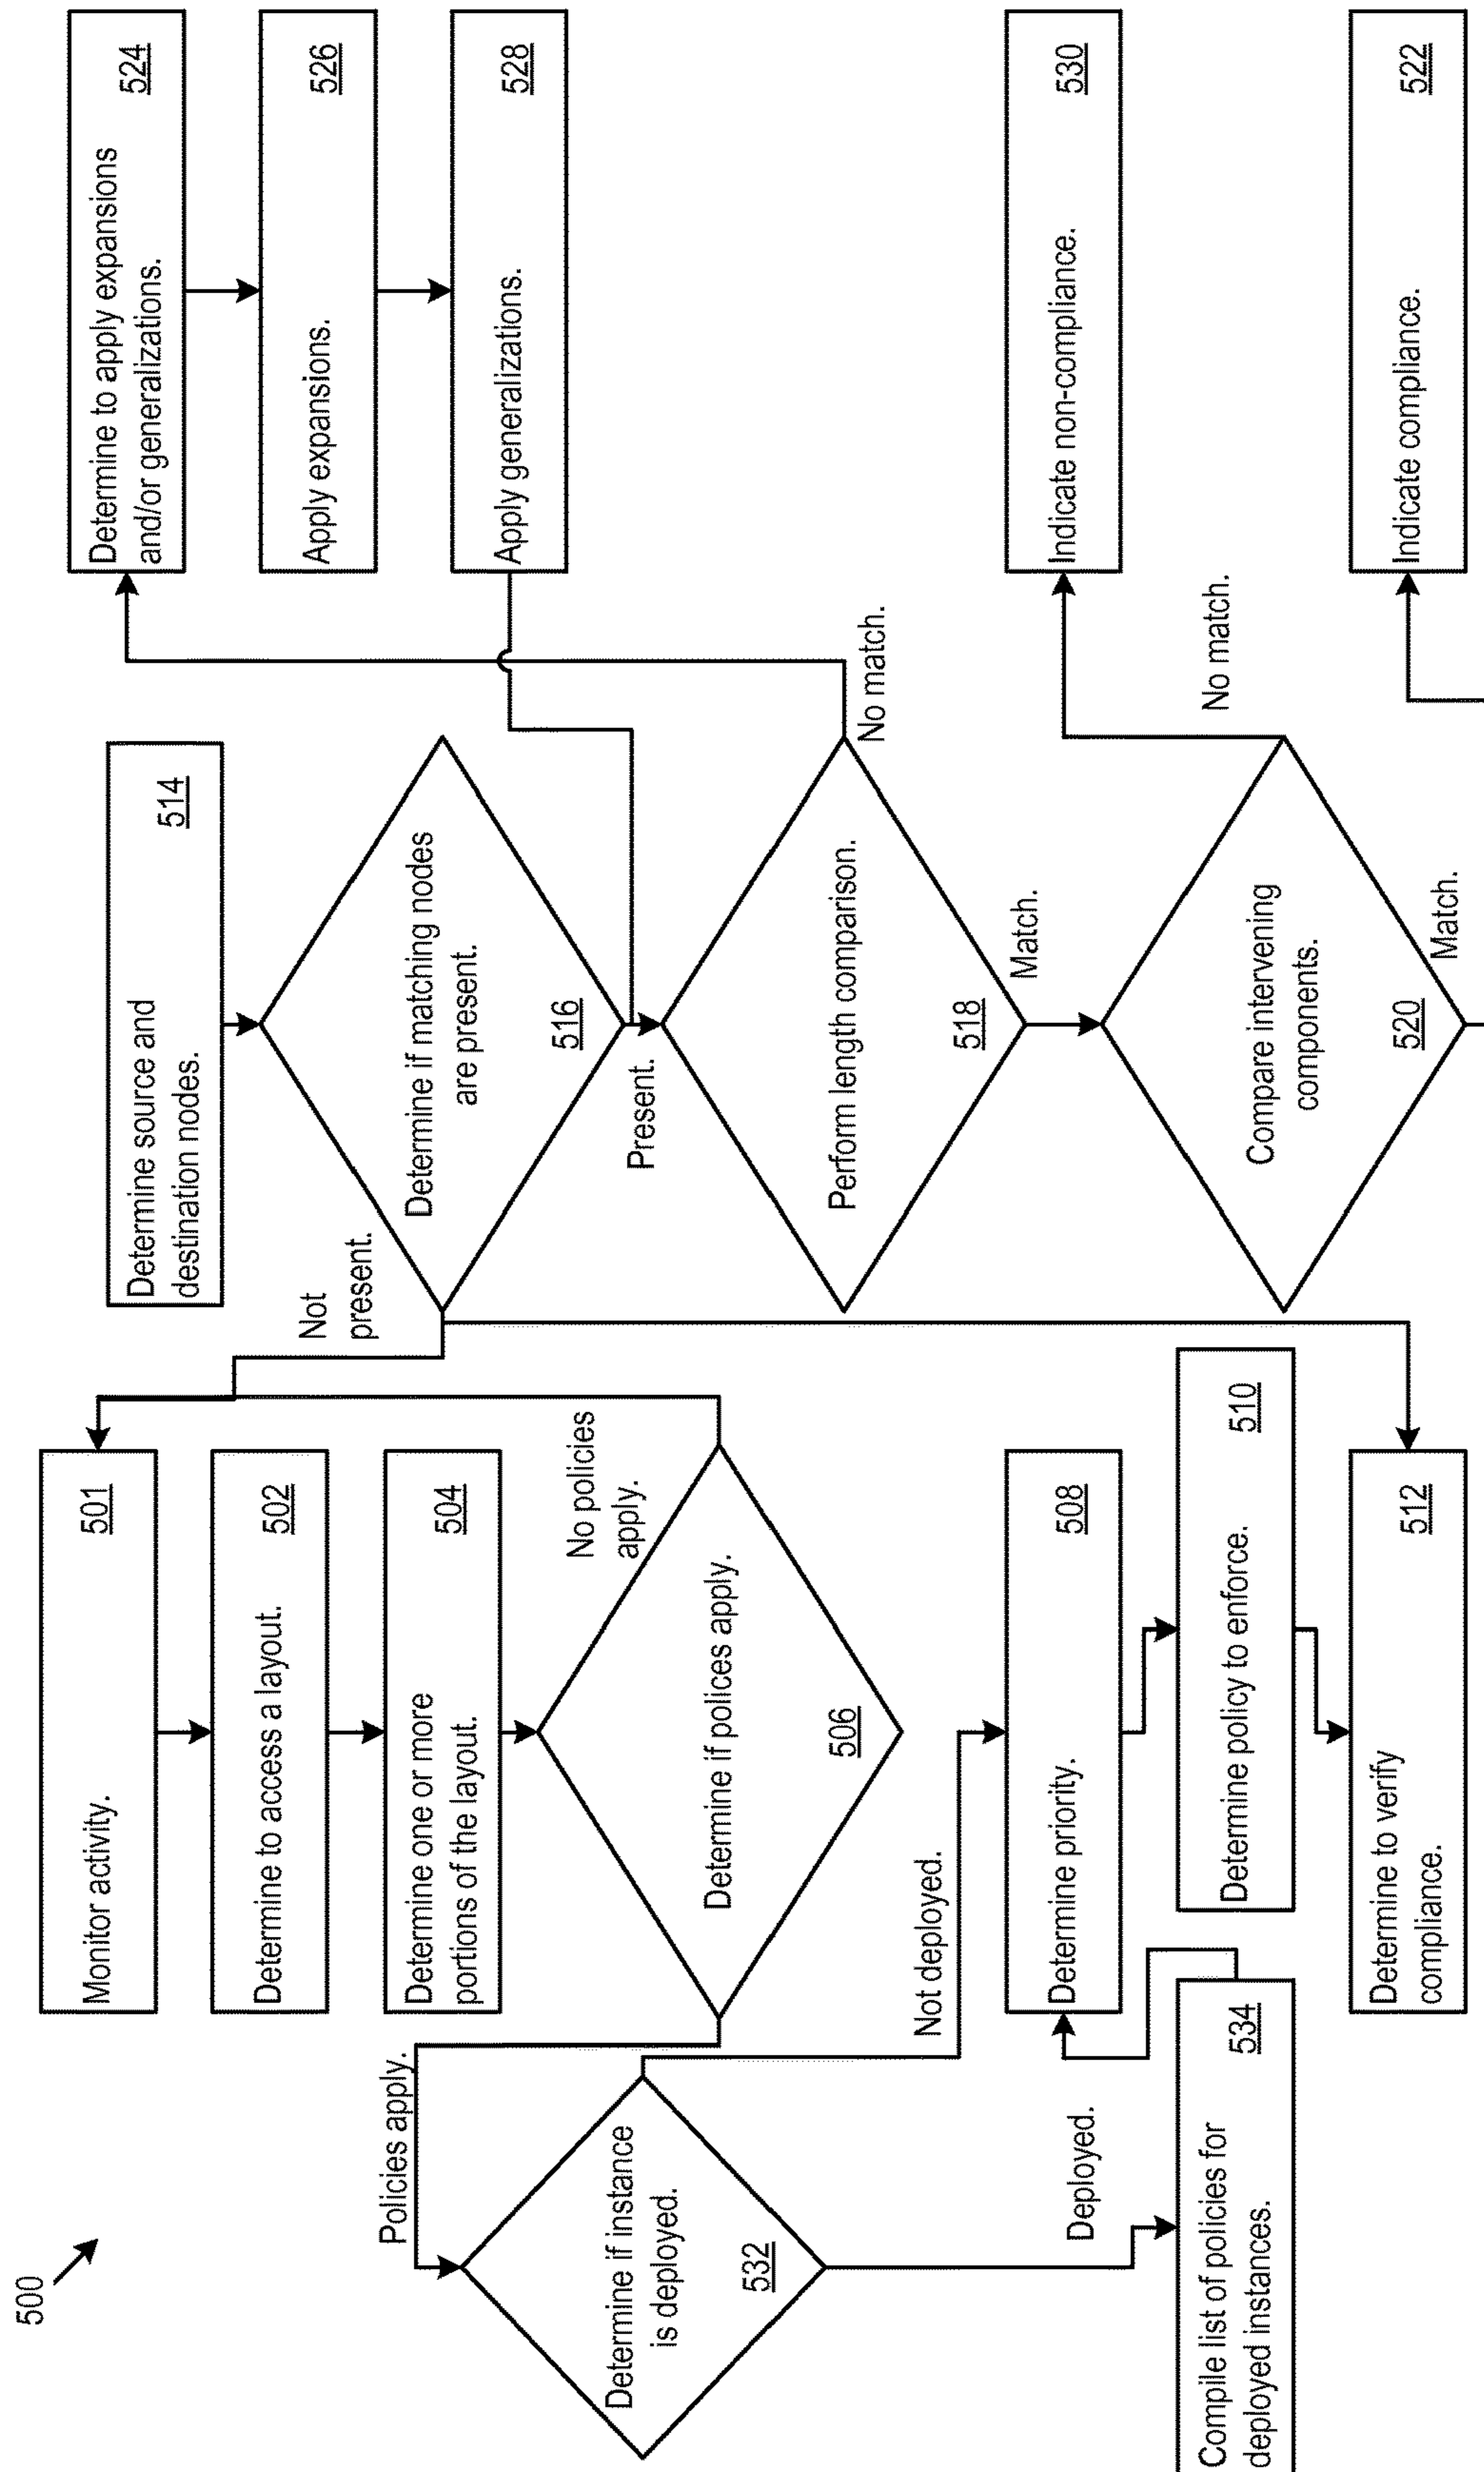 500
Monitor activity.
501
Determine to access a layout.
502
Determine one or more
portions of the layout.
504
Determine if polices apply.
506
No policies
apply.
Policies apply.
Determine if instance
is deployed.
532
Not deployed.
Deployed.
Compile list of policies for
deployed instances.
534
Determine priority.
508
Determine policy to enforce.
510
Determine to verify
compliance.
512
Determine source and
destination nodes.
514
Determine if matching nodes
are present.
516
Not
present.
Present.
Perform length comparison.
518
No match.
Match.
Compare intervening
components.
520
No match.
Match.
Determine to apply expansions
and/or generalizations.
524
Apply expansions.
526
Apply generalizations.
528
Indicate non-compliance.
530
Indicate compliance.
522